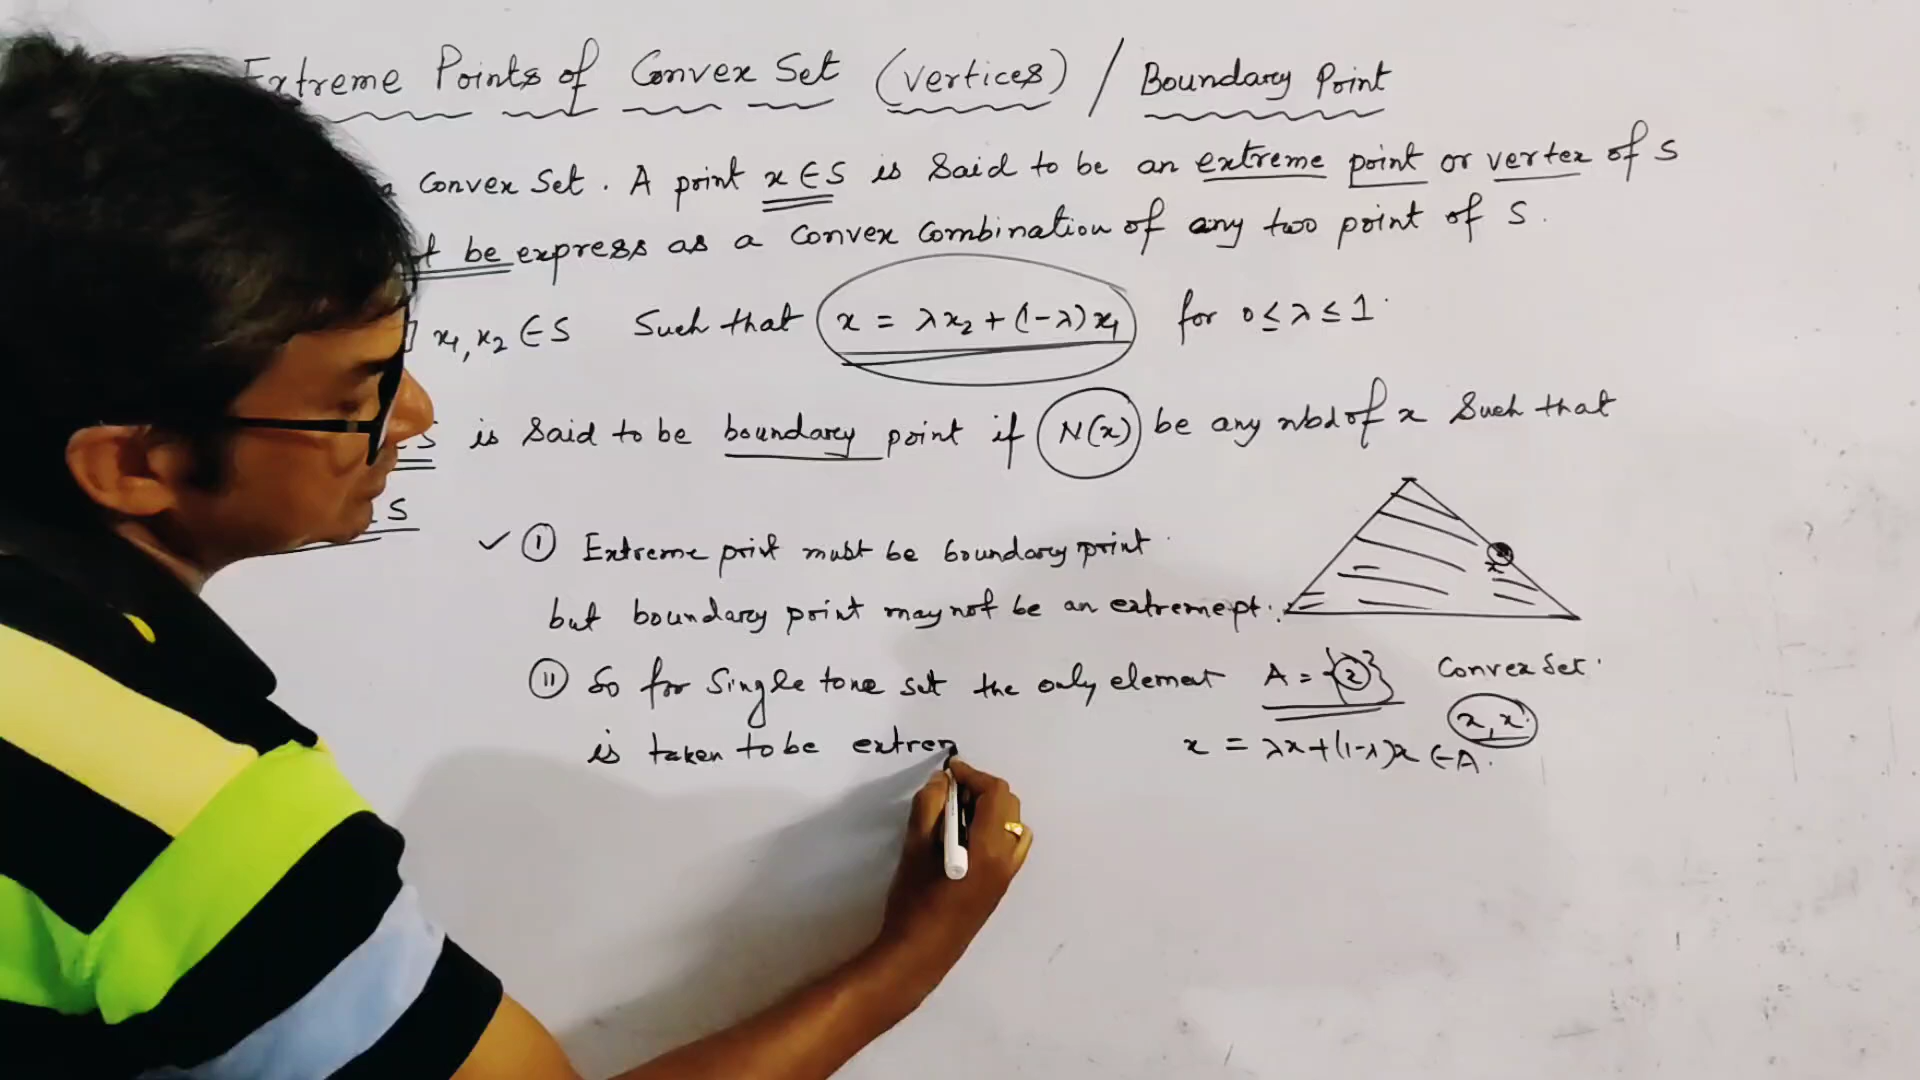 Extreme Points of Convex Set (vertices) / Boundary Point
a Convex Set. A point x ∈ S is said to be an extreme point or vertex of S
be express as a Convex Combination of any two point of S.
x₁, x₂ ∈ S Such that x = λx₂ + (1-λ)x₁ for 0 ≤ λ ≤ 1.
S is said to be boundary point if N(x) be any nbd of x Such that
S
✓ (I) Extreme point must be boundary point.
but boundary point may not be an extreme pt.
x
(II) So for Single tone set the only element A = {x} Convex Set.
x, x
is taken to be extrem x = λx + (1-λ)x ∈ A.